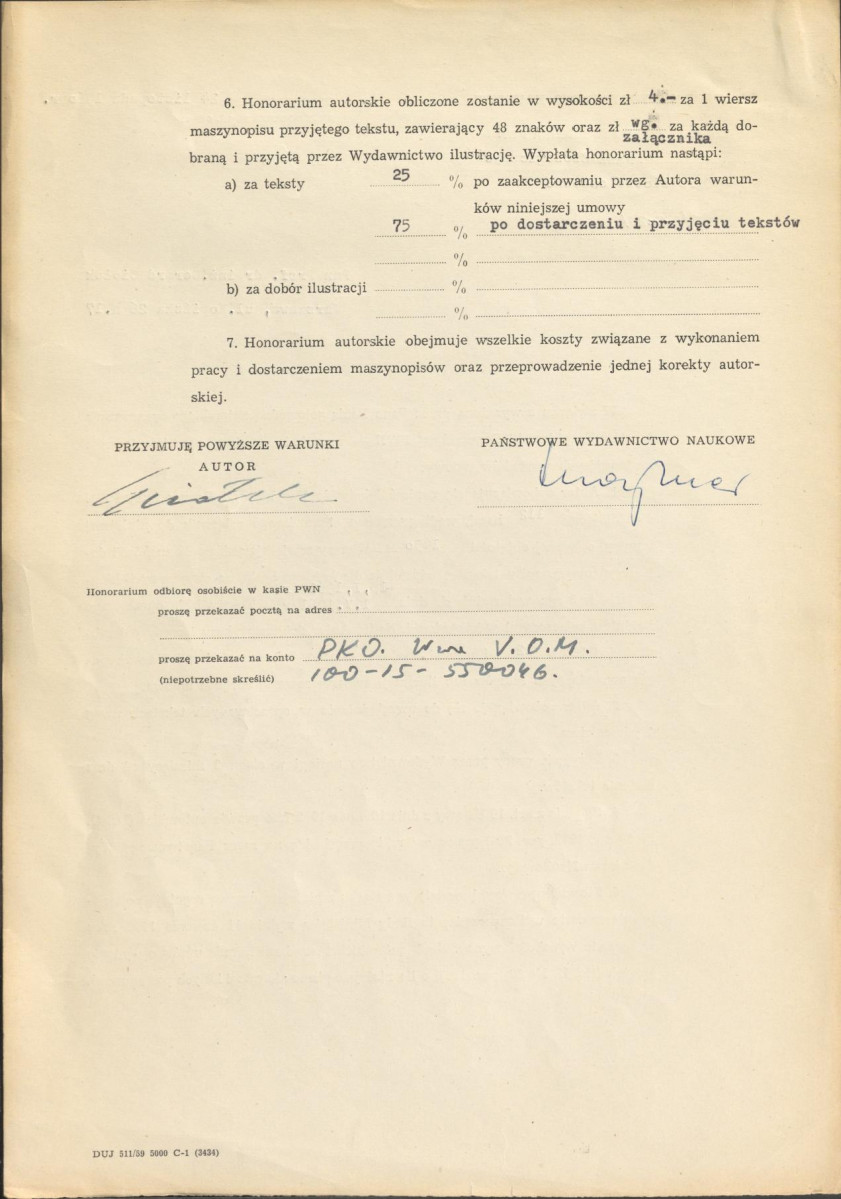 6. Honorarium autorskie obliczone zostanie w wysokości zł 4.- za 1 wiersz
maszynopisu przyjętego tekstu, zawierający 48 znaków oraz zł wg. za każdą do-
załącznika
braną i przyjętą przez Wydawnictwo ilustrację. Wypłata honorarium nastąpi:
a) za teksty 25 % po zaakceptowaniu przez Autora warun-
ków niniejszej umowy
75 % po dostarczeniu i przyjęciu tekstów
%
b) za dobór ilustracji %
%
7. Honorarium autorskie obejmuje wszelkie koszty związane z wykonaniem
pracy i dostarczeniem maszynopisów oraz przeprowadzenie jednej korekty autor-
skiej.
PRZYJMUJĘ POWYŻSZE WARUNKI
AUTOR
PAŃSTWOWE WYDAWNICTWO NAUKOWE
Honorarium odbiorę osobiście w kasie PWN
proszę przekazać pocztą na adres
proszę przekazać na konto PKO. V. O.M.
(niepotrzebne skreślić) 100-15-550046.
DUJ 511/59 5000 C-1 (3434)